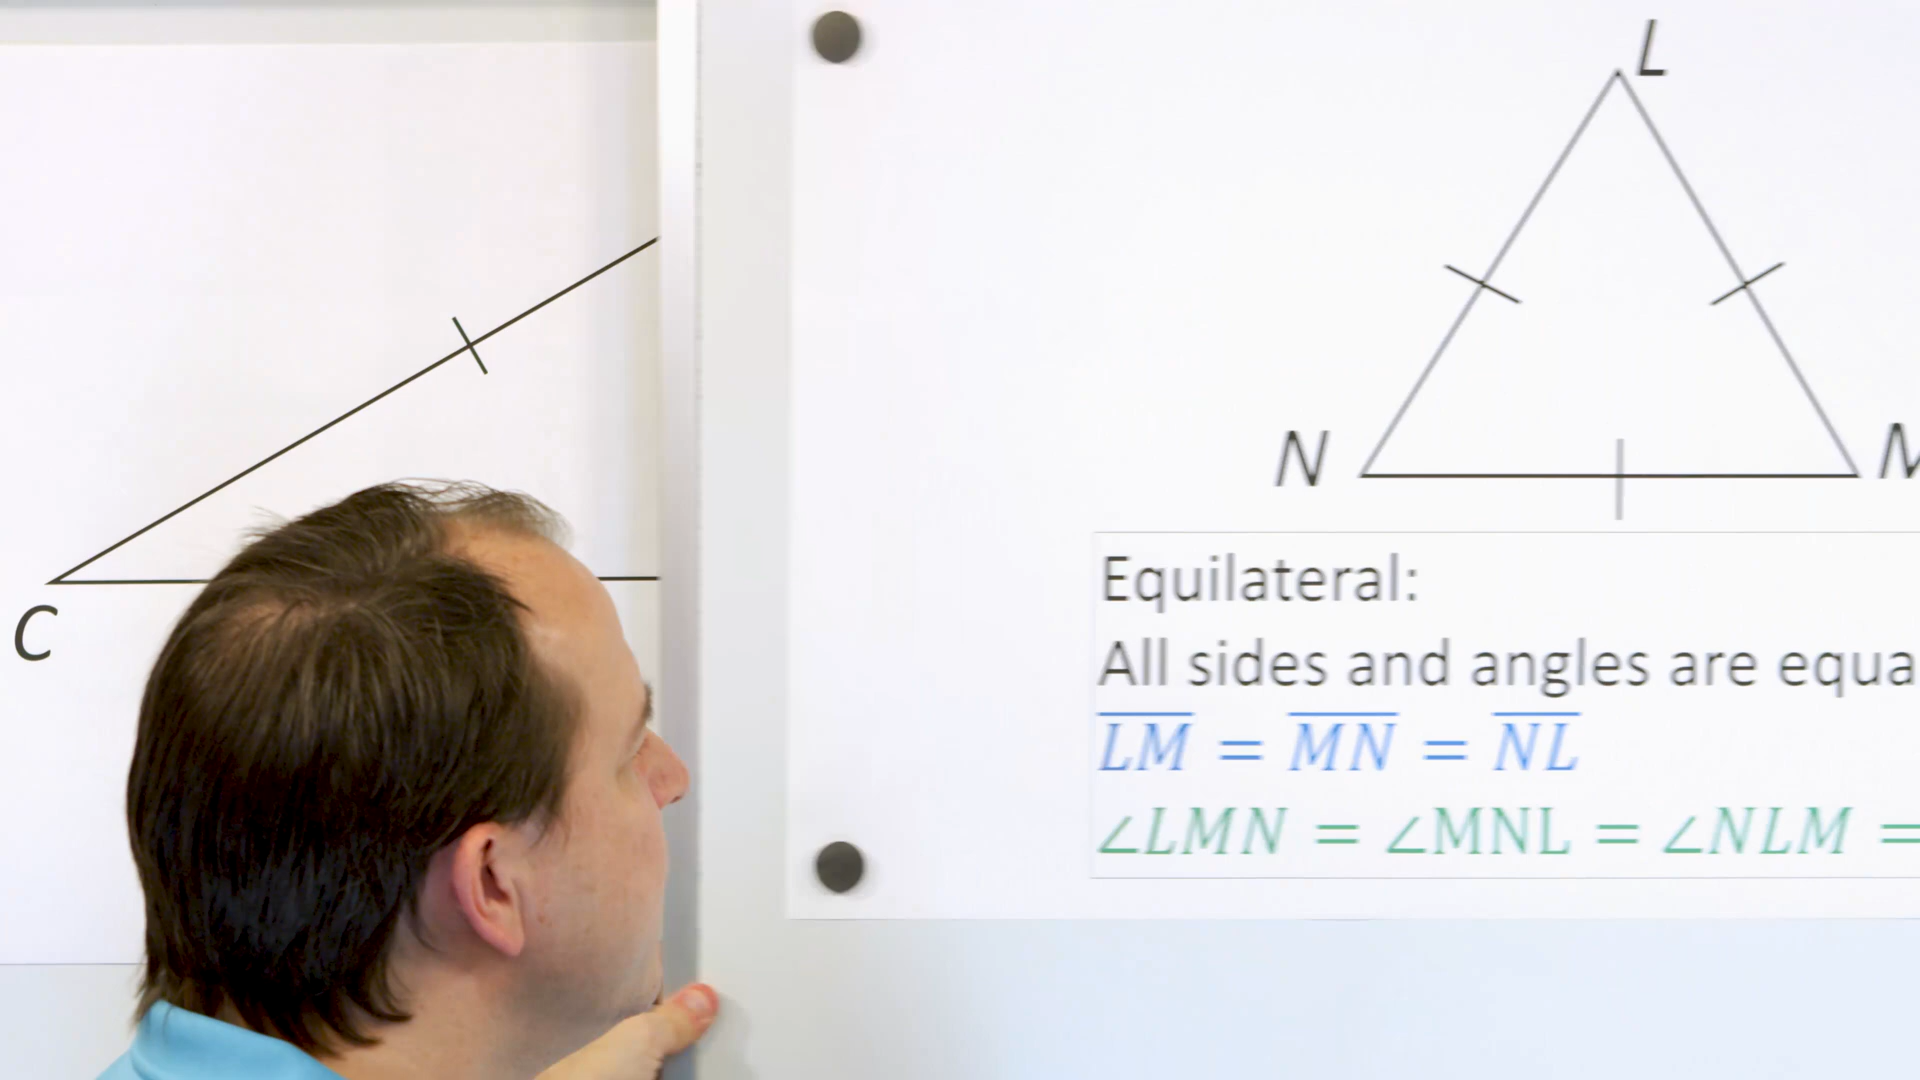 C
L
N
M
Equilateral:
All sides and angles are equa
LM = MN = NL
∠LMN = ∠MNL = ∠NLM =